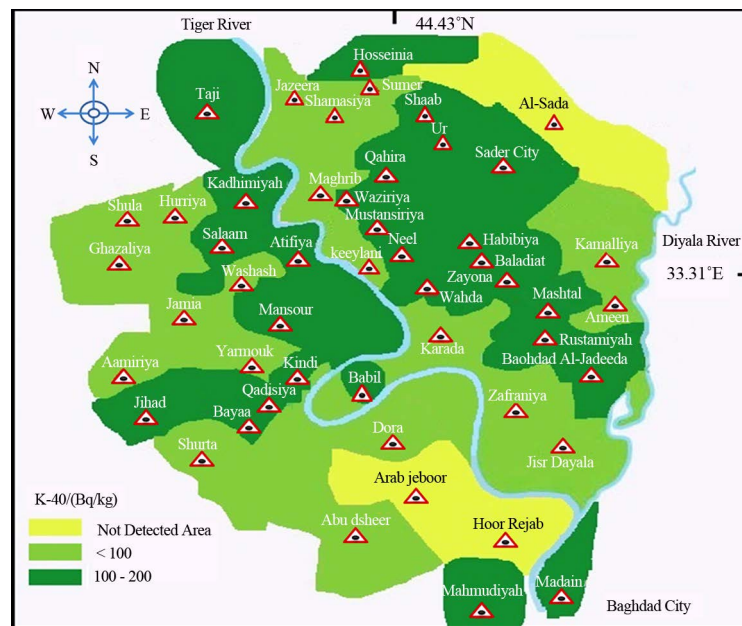 Tiger River
44.43°N
Hosseinia
N
W
E
S
Taji
Jazeera
Sumer
Shamasiya
Shaab
Al-Sada
Ur
Qahira
Sader City
Kadhimiyah
Maghrib
Waziriya
Shula
Hurriya
Mustansiriya
Salaam
Atifiya
Neel
Habibiya
Kamalliya
Diyala River
Ghazaliya
keeylani
Baladiat
Washash
Zayona
33.31°E
Wahda
Mashtal
Ameen
Jamia
Mansour
Karada
Rustamiyah
Aamiriya
Yarmouk
Kindi
Baohdad Al-Jadeeda
Jihad
Qadisiya
Babil
Bayaa
Zafraniya
Shurta
Dora
Jisr Dayala
Arab jeboor
K-40/(Bq/kg)
Not Detected Area
Abu dsheer
Hoor Rejab
< 100
100 - 200
Mahmudiyah
Madain
Baghdad City